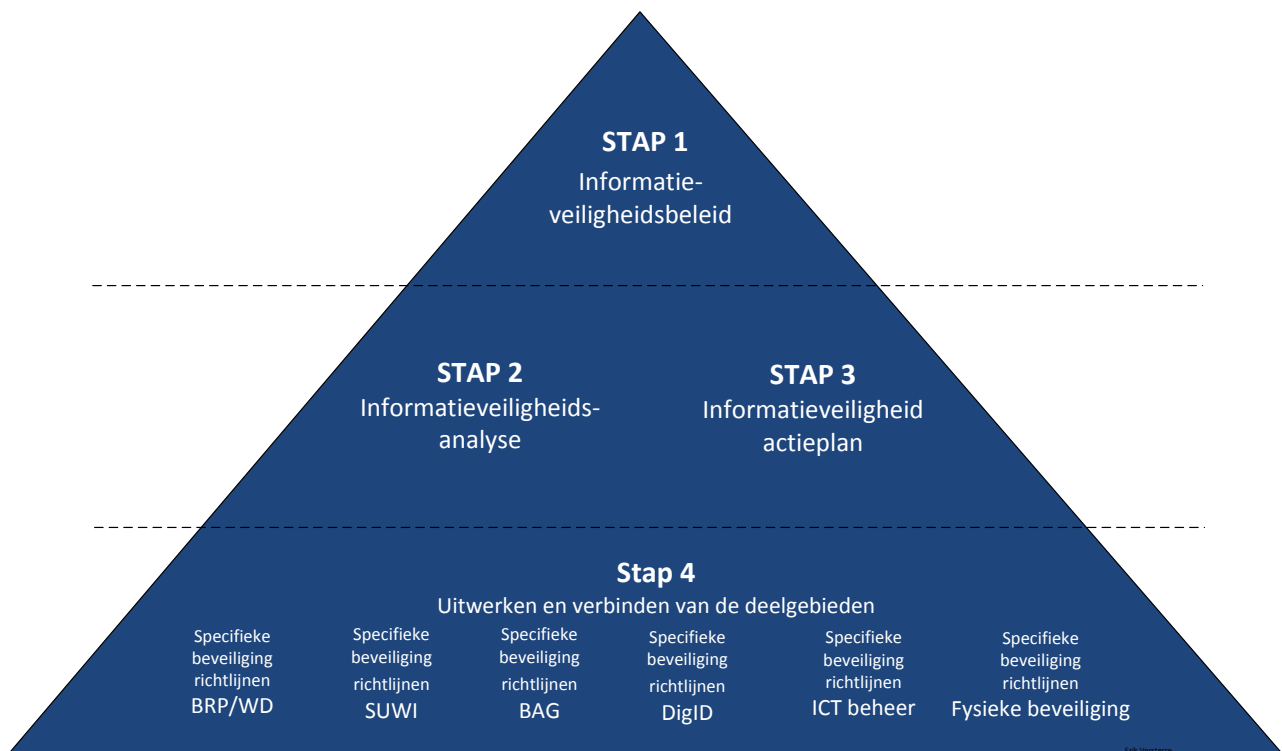 STAP 1
Informatie-
veiligheidsbeleid
STAP 2
Informatieveiligheids-
analyse
STAP 3
Informatieveiligheid
actieplan
Stap 4
Uitwerken en verbinden van de deelgebieden
Specifieke
beveiliging
richtlijnen
BRP/WD
Specifieke
beveiliging
richtlijnen
SUWI
Specifieke
beveiliging
richtlijnen
BAG
Specifieke
beveiliging
richtlijnen
DigID
Specifieke
beveiliging
richtlijnen
ICT beheer
Specifieke
beveiliging
richtlijnen
Fysieke beveiliging